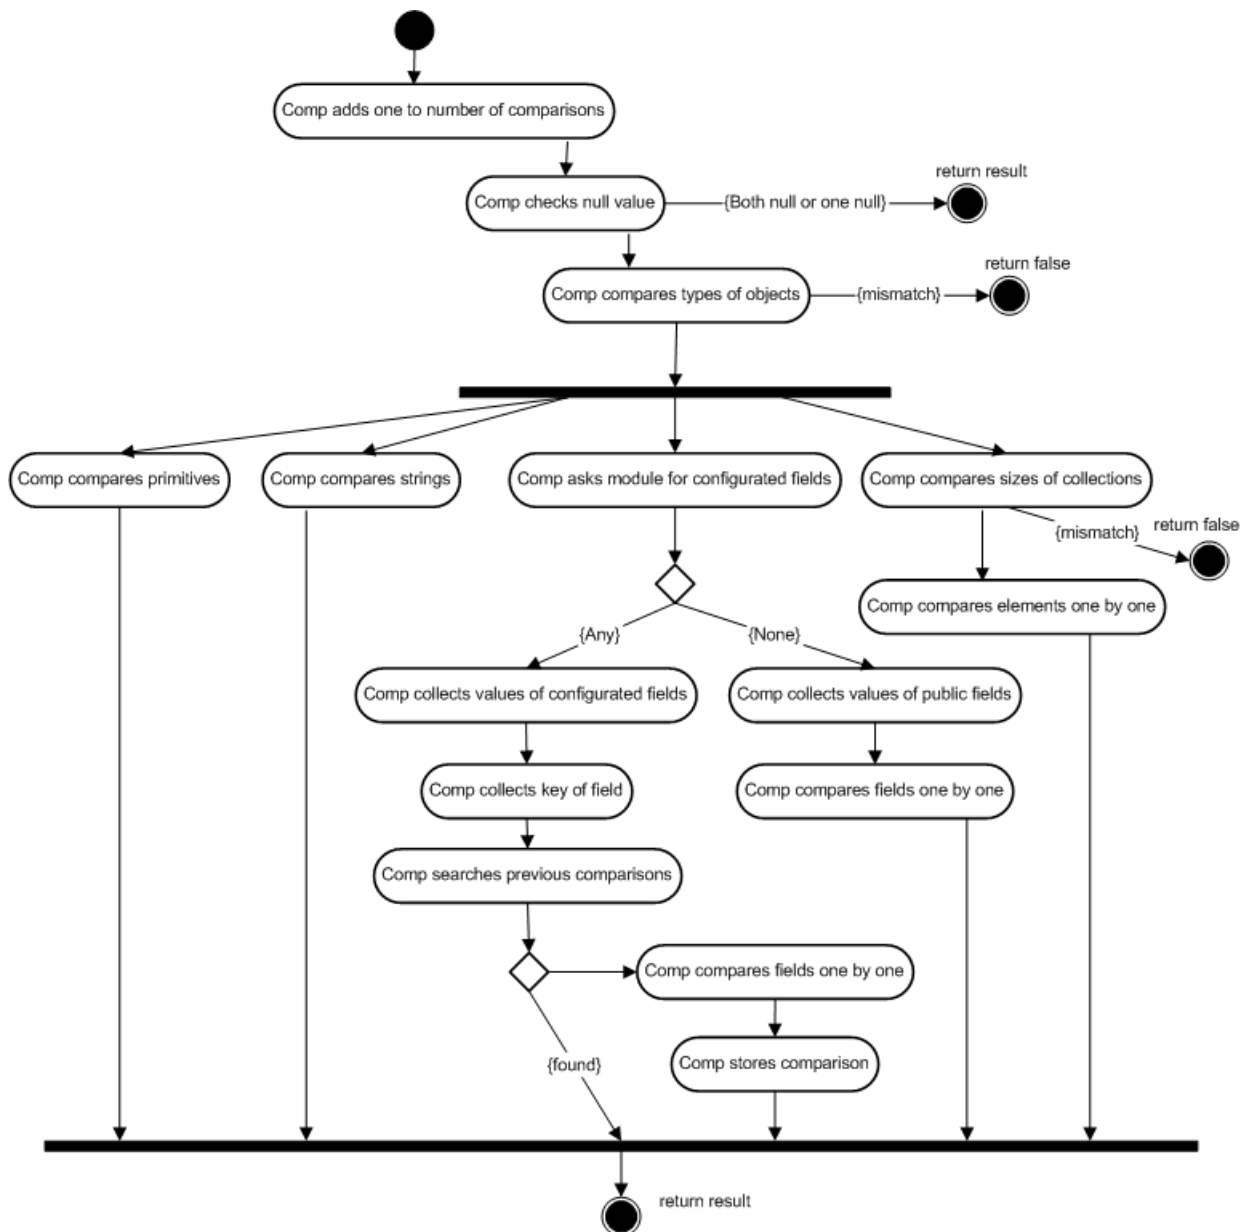 Comp adds one to number of comparisons
return result
Comp checks null value
{Both null or one null}
return false
Comp compares types of objects
{mismatch}
Comp compares primitives
Comp compares strings
Comp asks module for configurated fields
Comp compares sizes of collections
{mismatch}
return false
Comp compares elements one by one
{Any}
{None}
Comp collects values of configurated fields
Comp collects values of public fields
Comp collects key of field
Comp compares fields one by one
Comp searches previous comparisons
Comp compares fields one by one
{found}
Comp stores comparison
return result